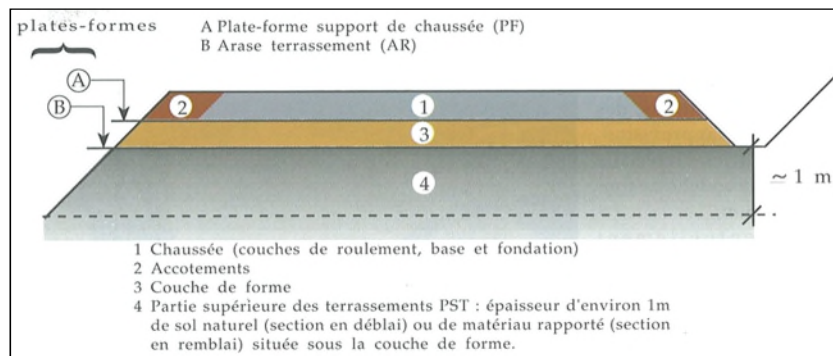 plates-formes
A Plate-forme support de chaussée (PF)
B Arase terrassement (AR)
A
B
2
1
2
3
4
~ 1 m
1 Chaussée (couches de roulement, base et fondation)
2 Accotements
3 Couche de forme
4 Partie supérieure des terrassements PST : épaisseur d'environ 1m
de sol naturel (section en déblai) ou de matériau rapporté (section
en remblai) située sous la couche de forme.